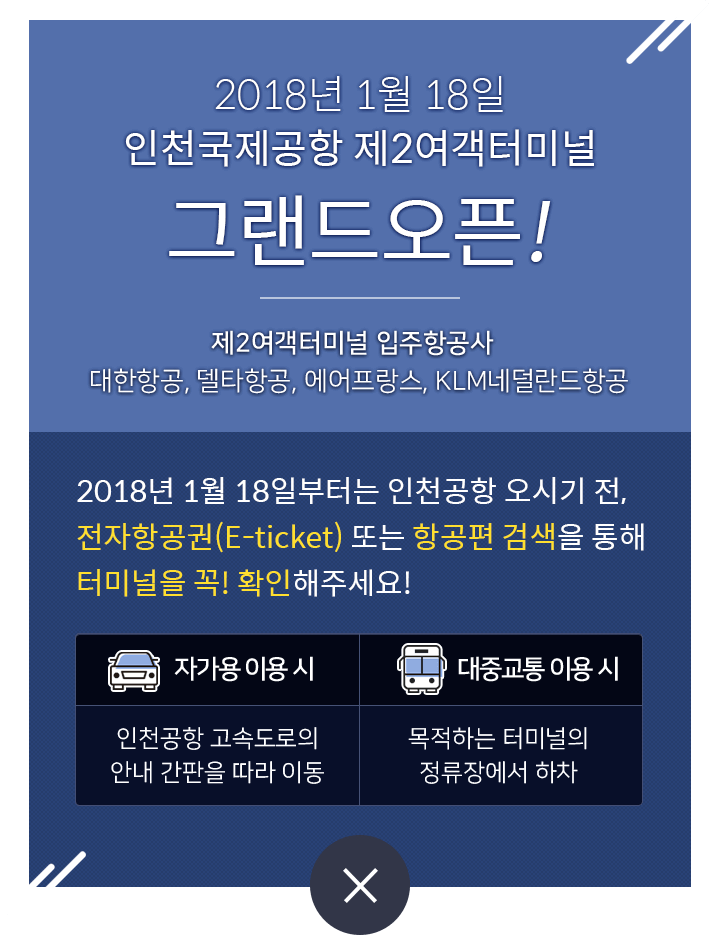 2018년 1월 18일
인천국제공항 제2여객터미널
그랜드오픈!
제2여객터미널 입주항공사
대한항공, 델타항공, 에어프랑스, KLM네덜란드항공
2018년 1월 18일부터는 인천공항 오시기 전,
전자항공권(E-ticket) 또는 항공편 검색을 통해
터미널을 꼭! 확인해주세요!
자가용 이용 시
대중교통 이용 시
인천공항 고속도로의
안내 간판을 따라 이동
목적하는 터미널의
정류장에서 하차